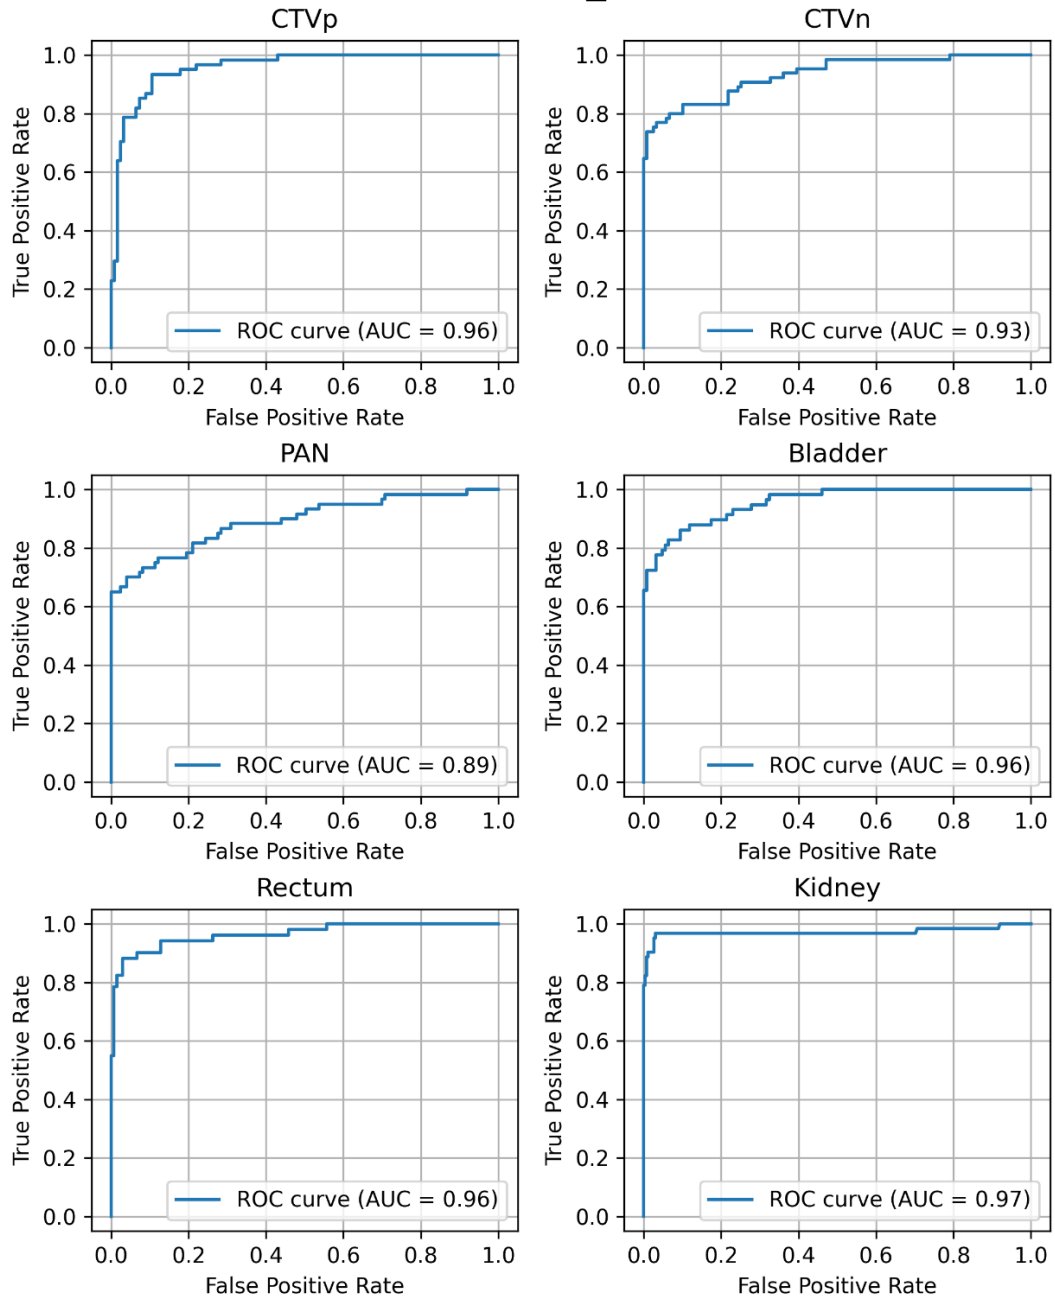 CTVp
1.0
0.8
0.6
0.4
0.2
0.0
True Positive Rate
ROC curve (AUC = 0.96)
0.0 0.2 0.4 0.6 0.8 1.0
False Positive Rate
CTVn
1.0
0.8
0.6
0.4
0.2
0.0
True Positive Rate
ROC curve (AUC = 0.93)
0.0 0.2 0.4 0.6 0.8 1.0
False Positive Rate
PAN
1.0
0.8
0.6
0.4
0.2
0.0
True Positive Rate
ROC curve (AUC = 0.89)
0.0 0.2 0.4 0.6 0.8 1.0
False Positive Rate
Bladder
1.0
0.8
0.6
0.4
0.2
0.0
True Positive Rate
ROC curve (AUC = 0.96)
0.0 0.2 0.4 0.6 0.8 1.0
False Positive Rate
Rectum
1.0
0.8
0.6
0.4
0.2
0.0
True Positive Rate
ROC curve (AUC = 0.96)
0.0 0.2 0.4 0.6 0.8 1.0
False Positive Rate
Kidney
1.0
0.8
0.6
0.4
0.2
0.0
True Positive Rate
ROC curve (AUC = 0.97)
0.0 0.2 0.4 0.6 0.8 1.0
False Positive Rate